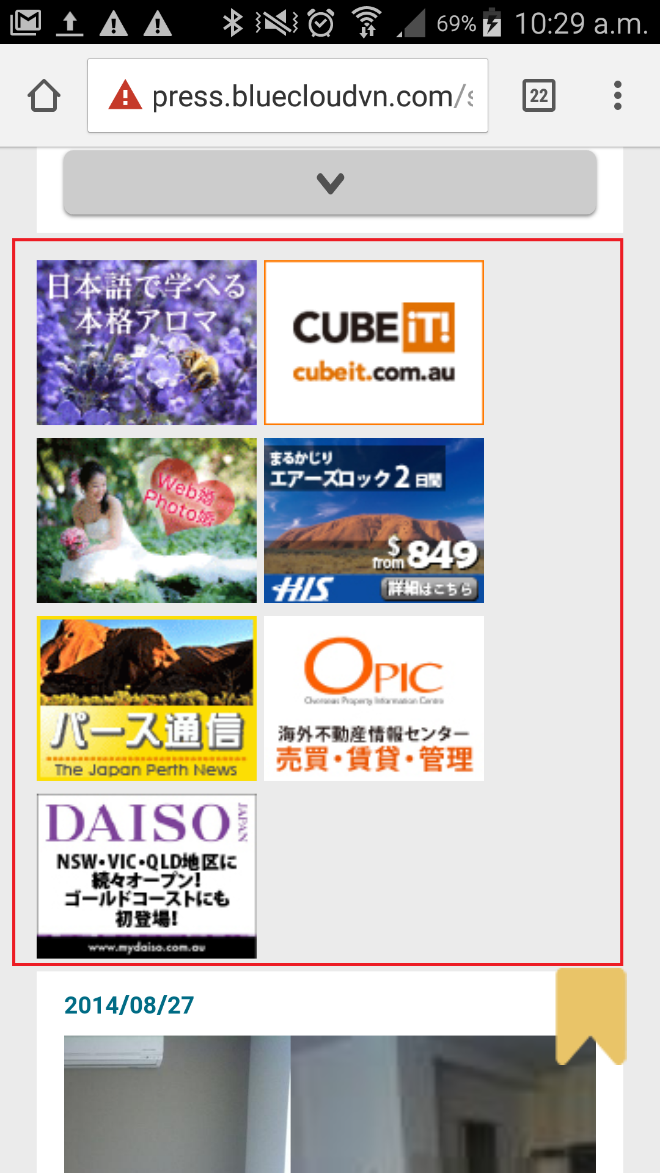 69% 10:29 a.m.
press.bluecloudvn.com/s
22
日本語で学べる
本格アロマ
CUBE iT!
cubeit.com.au
Web婚
Photo婚
まるかじり
エアーズロック2日間
$
from 849
HIS 詳細はこちら
パース通信
The Japan Perth News
OPIC
Overseas Property Information Centre
海外不動産情報センター
売買・賃貸・管理
DAISO JAPAN
NSW・VIC・QLD地区に
続々オープン!
ゴールドコーストにも
初登場!
www.mydaiso.com.au
2014/08/27